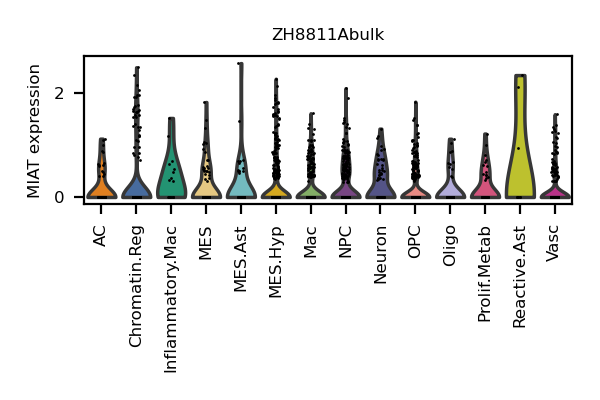 ZH8811Abulk
MIAT expression
2
0
AC
Chromatin.Reg
Inflammatory.Mac
MES
MES.Ast
MES.Hyp
Mac
NPC
Neuron
OPC
Oligo
Prolif.Metab
Reactive.Ast
Vasc